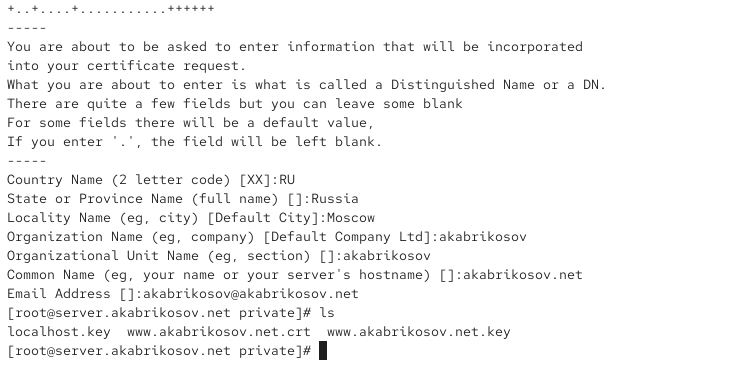 +..+....+...........++++++
-----
You are about to be asked to enter information that will be incorporated
into your certificate request.
What you are about to enter is what is called a Distinguished Name or a DN.
There are quite a few fields but you can leave some blank
For some fields there will be a default value,
If you enter '.', the field will be left blank.
-----
Country Name (2 letter code) [XX]:RU
State or Province Name (full name) []:Russia
Locality Name (eg, city) [Default City]:Moscow
Organization Name (eg, company) [Default Company Ltd]:akabrikosov
Organizational Unit Name (eg, section) []:akabrikosov
Common Name (eg, your name or your server's hostname) []:akabrikosov.net
Email Address []:akabrikosov@akabrikosov.net
[root@server.akabrikosov.net private]# ls
localhost.key  www.akabrikosov.net.crt  www.akabrikosov.net.key
[root@server.akabrikosov.net private]#